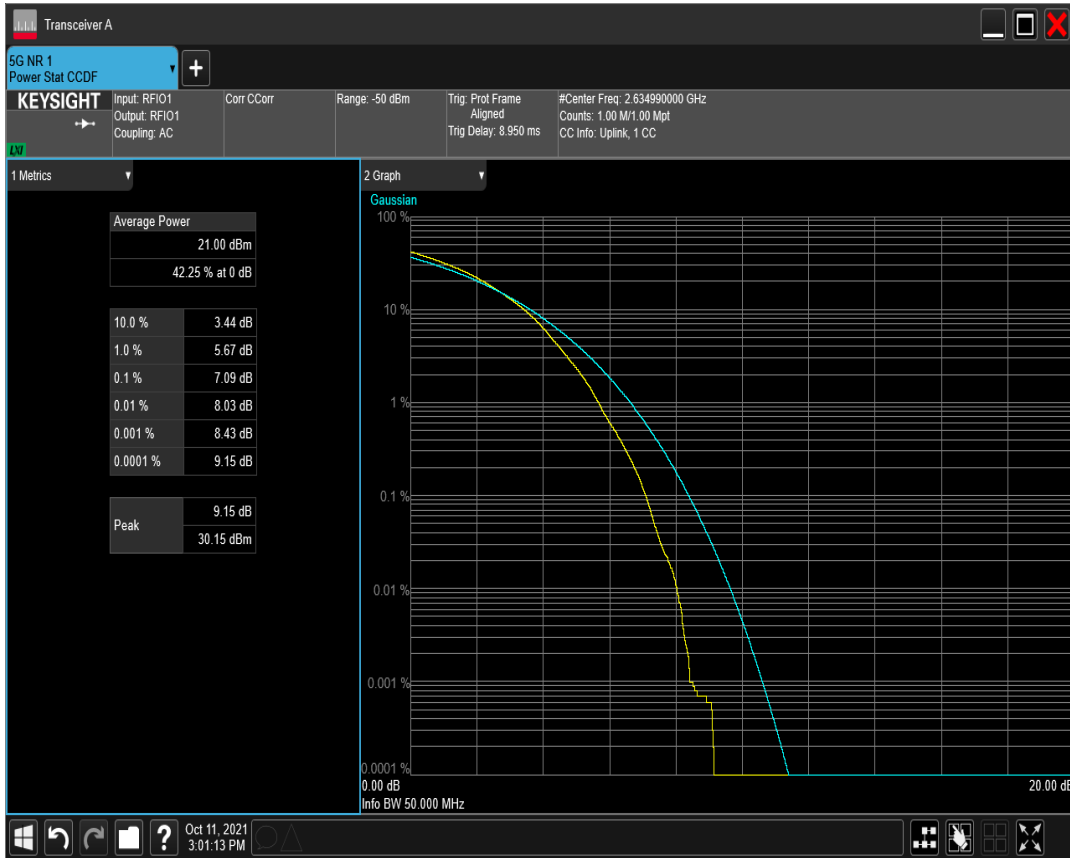 Transceiver A
5G NR 1
Power Stat CCDF
KEYSIGHT
LXI
Input: RFIO1
Output: RFIO1
Coupling: AC
Corr CCorr
Range: -50 dBm
Trig: Prot Frame
Aligned
Trig Delay: 8.950 ms
#Center Freq: 2.634990000 GHz
Counts: 1.00 M/1.00 Mpt
CC Info: Uplink, 1 CC
1 Metrics
Average Power
21.00 dBm
42.25 % at 0 dB
10.0 % 3.44 dB
1.0 % 5.67 dB
0.1 % 7.09 dB
0.01 % 8.03 dB
0.001 % 8.43 dB
0.0001 % 9.15 dB
Peak 9.15 dB
30.15 dBm
2 Graph
Gaussian
100 %
10 %
1 %
0.1 %
0.01 %
0.001 %
0.0001 %
0.00 dB 20.00 dB
Info BW 50.000 MHz
? Oct 11, 2021
3:01:13 PM